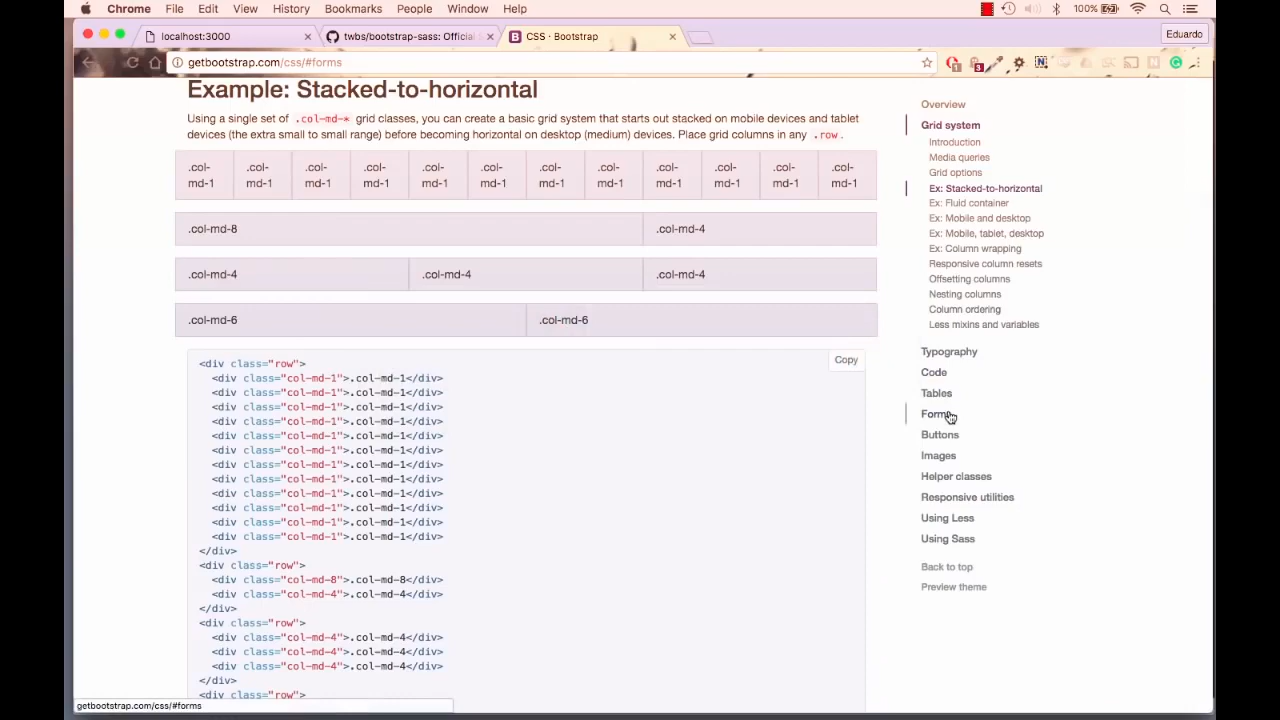 Chrome File Edit View History Bookmarks People Window Help 100%
localhost:3000 twbs/bootstrap-sass: Official S CSS · Bootstrap Eduardo
getbootstrap.com/css/#forms
Example: Stacked-to-horizontal
Using a single set of .col-md-* grid classes, you can create a basic grid system that starts out stacked on mobile devices and tablet
devices (the extra small to small range) before becoming horizontal on desktop (medium) devices. Place grid columns in any .row.
.col-md-1 .col-md-1 .col-md-1 .col-md-1 .col-md-1 .col-md-1 .col-md-1 .col-md-1 .col-md-1 .col-md-1 .col-md-1 .col-md-1
.col-md-8 .col-md-4
.col-md-4 .col-md-4 .col-md-4
.col-md-6 .col-md-6
Copy
<div class="row">
<div class="col-md-1">.col-md-1</div>
<div class="col-md-1">.col-md-1</div>
<div class="col-md-1">.col-md-1</div>
<div class="col-md-1">.col-md-1</div>
<div class="col-md-1">.col-md-1</div>
<div class="col-md-1">.col-md-1</div>
<div class="col-md-1">.col-md-1</div>
<div class="col-md-1">.col-md-1</div>
<div class="col-md-1">.col-md-1</div>
<div class="col-md-1">.col-md-1</div>
<div class="col-md-1">.col-md-1</div>
<div class="col-md-1">.col-md-1</div>
</div>
<div class="row">
<div class="col-md-8">.col-md-8</div>
<div class="col-md-4">.col-md-4</div>
</div>
<div class="row">
<div class="col-md-4">.col-md-4</div>
<div class="col-md-4">.col-md-4</div>
<div class="col-md-4">.col-md-4</div>
</div>
<div class="row">
Overview
Grid system
Introduction
Media queries
Grid options
Ex: Stacked-to-horizontal
Ex: Fluid container
Ex: Mobile and desktop
Ex: Mobile, tablet, desktop
Ex: Column wrapping
Responsive column resets
Offsetting columns
Nesting columns
Column ordering
Less mixins and variables
Typography
Code
Tables
Forms
Buttons
Images
Helper classes
Responsive utilities
Using Less
Using Sass
Back to top
Preview theme
getbootstrap.com/css/#forms